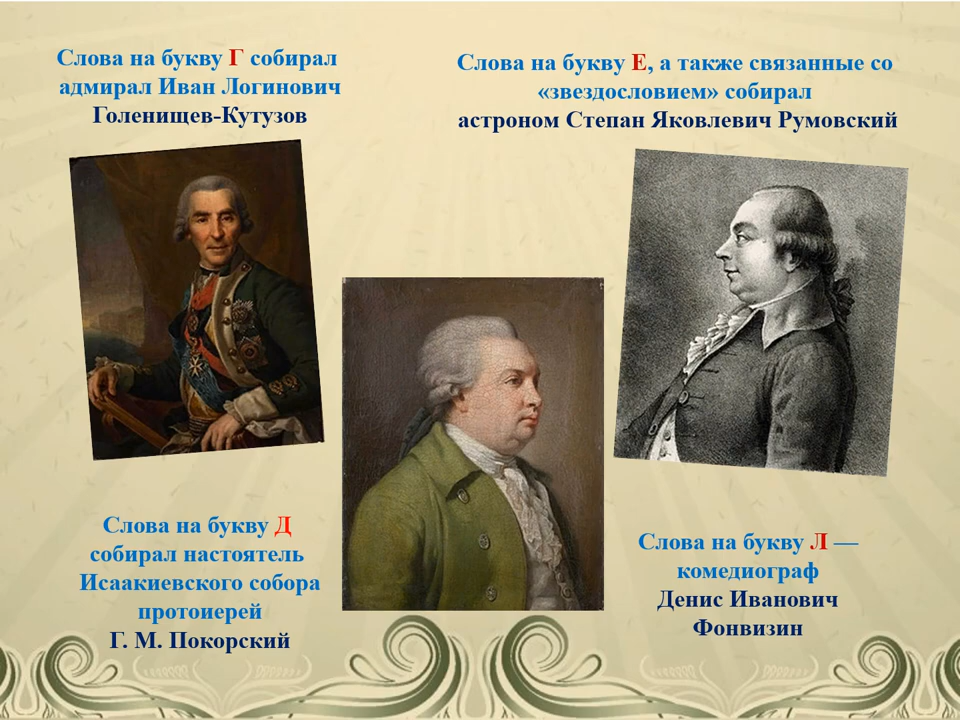 Слова на букву Г собирал
адмирал Иван Логинович
Голенищев-Кутузов
Слова на букву Е, а также связанные со
«звездословием» собирал
астроном Степан Яковлевич Румовский
Слова на букву Д
собирал настоятель
Исаакиевского собора
протоиерей
Г. М. Покорский
Слова на букву Л —
комедиограф
Денис Иванович
Фонвизин